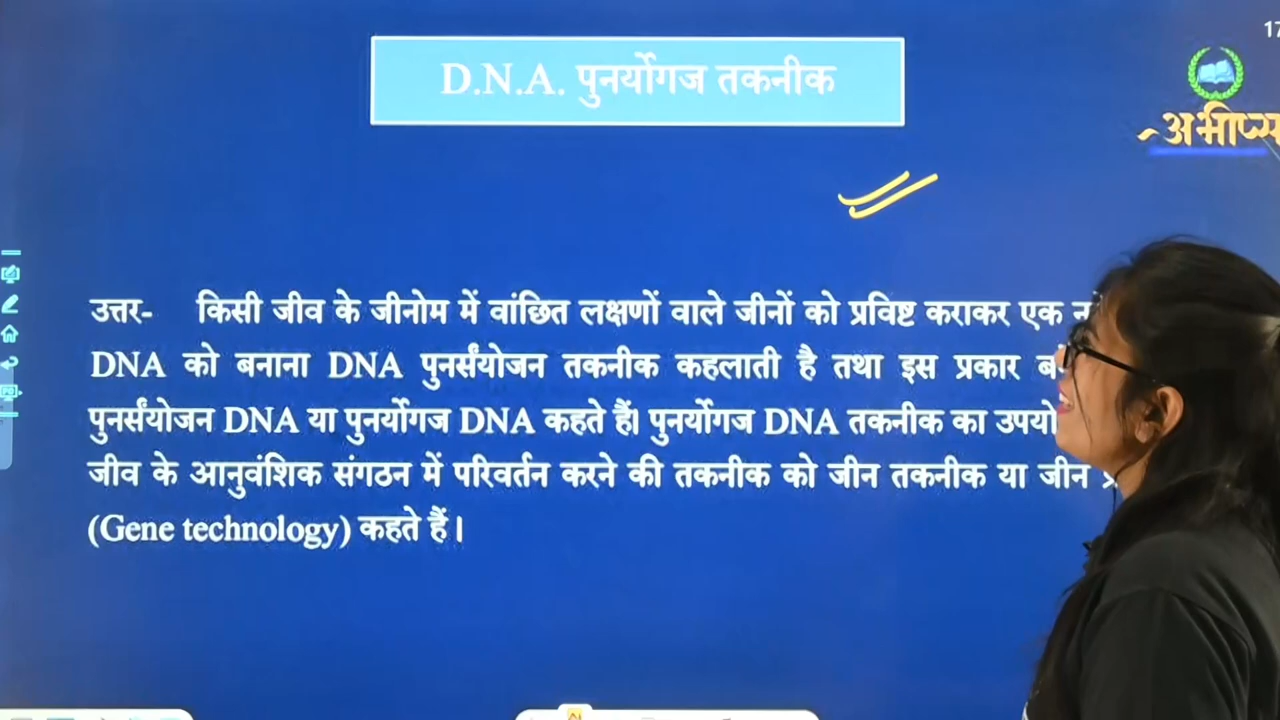 17
D.N.A. पुनर्योगज तकनीक
अभीप्स
उत्तर- किसी जीव के जीनोम में वांछित लक्षणों वाले जीनों को प्रविष्ट कराकर एक
DNA को बनाना DNA पुनर्संयोजन तकनीक कहलाती है तथा इस प्रकार
पुनर्संयोजन DNA या पुनर्योगज DNA कहते हैं। पुनर्योगज DNA तकनीक का
जीव के आनुवंशिक संगठन में परिवर्तन करने की तकनीक को जीन तकनीक या जीन
(Gene technology) कहते हैं।